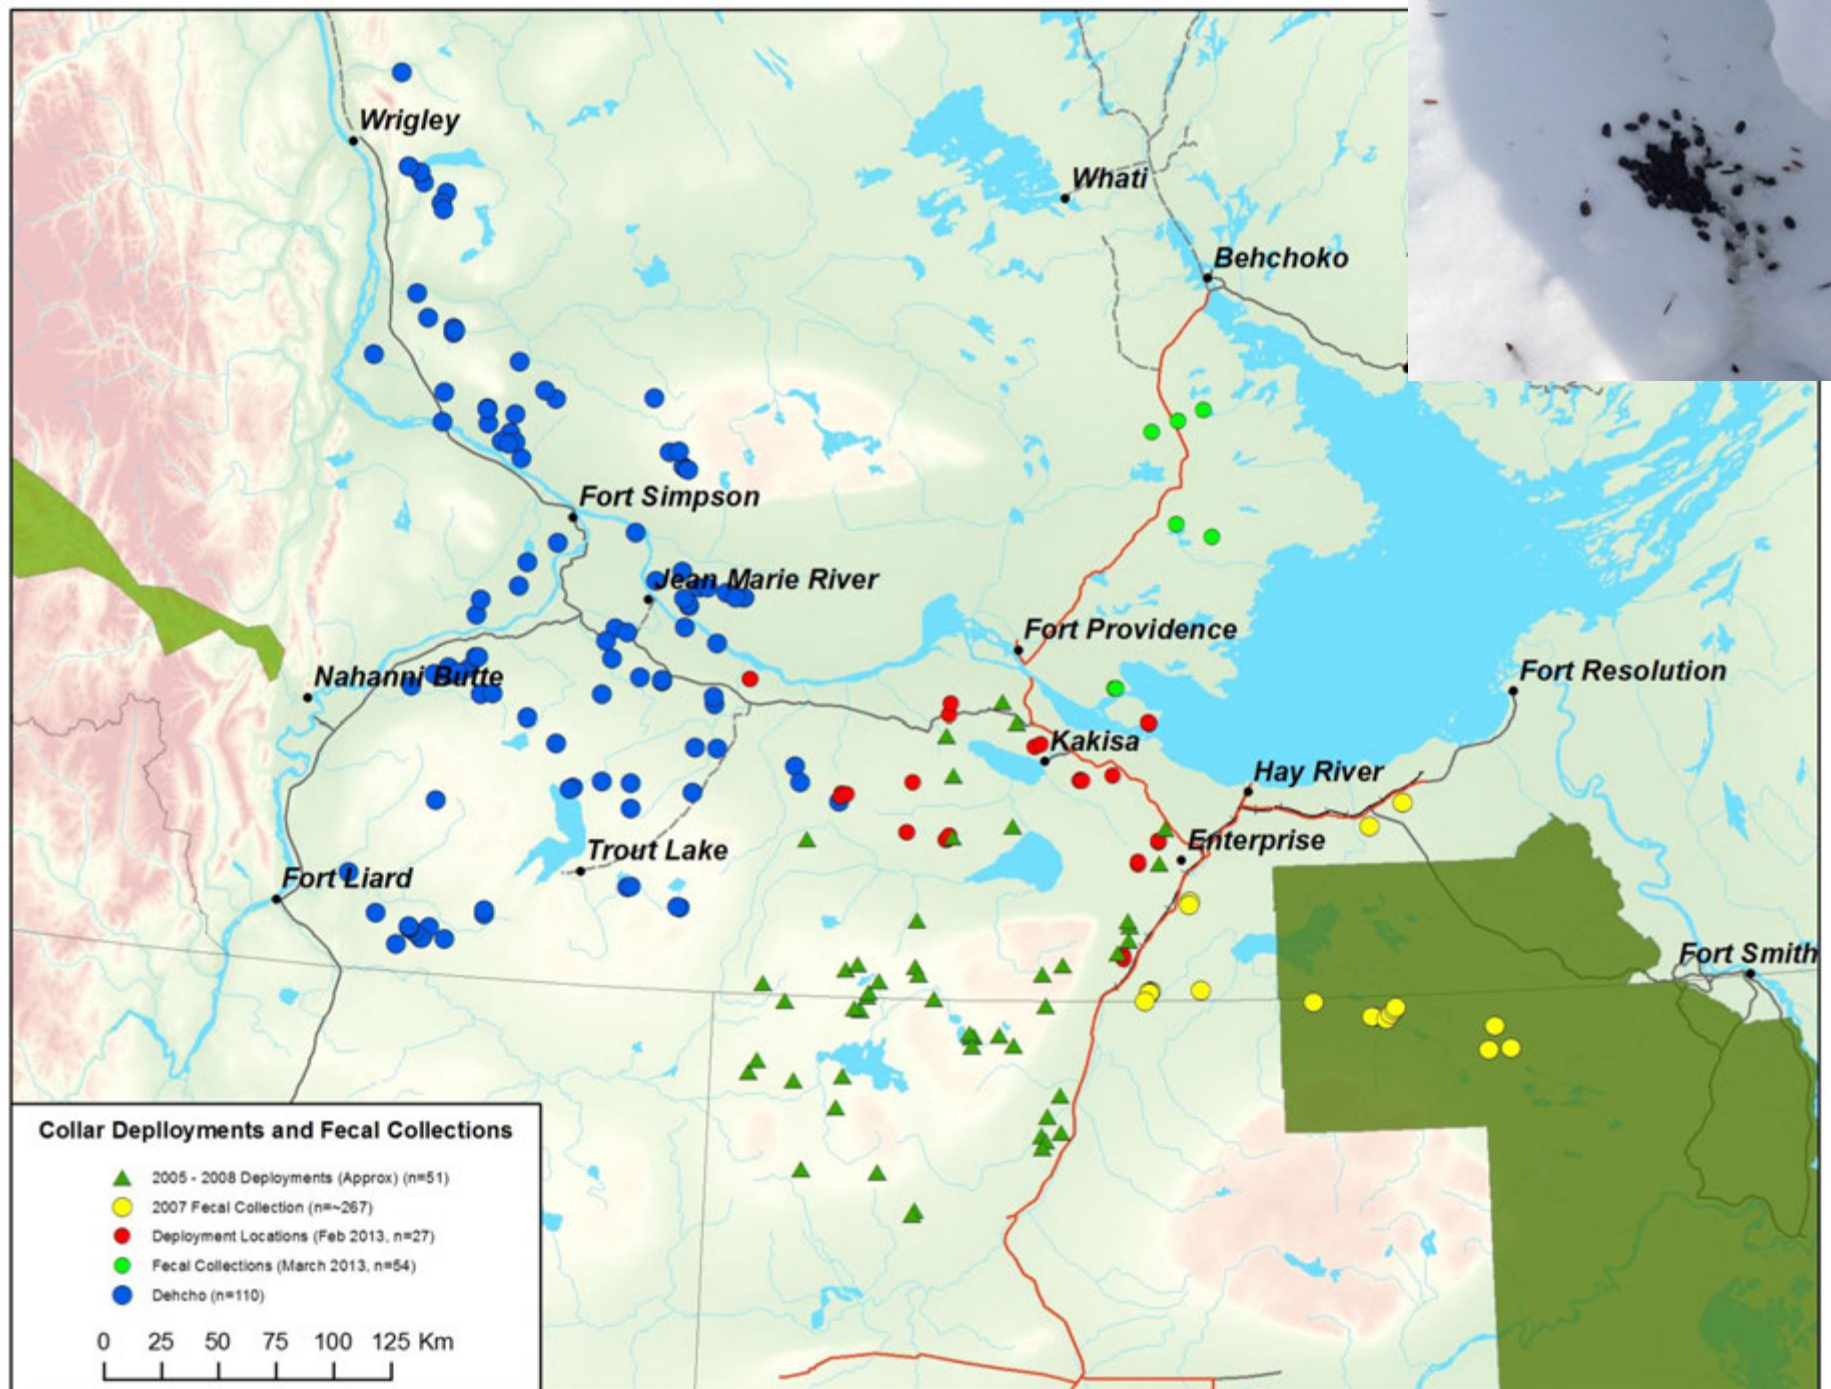 Wrigley
Whati
Behchoko
Fort Simpson
Jean Marie River
Fort Providence
Nahanni Butte
Fort Resolution
Kakisa
Hay River
Trout Lake
Enterprise
Fort Liard
Fort Smith
Collar Deplloyments and Fecal Collections
2005 - 2008 Deployments (Approx) (n=51)
2007 Fecal Collection (n=~267)
Deployment Locations (Feb 2013, n=27)
Fecal Collections (March 2013, n=54)
Dehcho (n=110)
0 25 50 75 100 125 Km